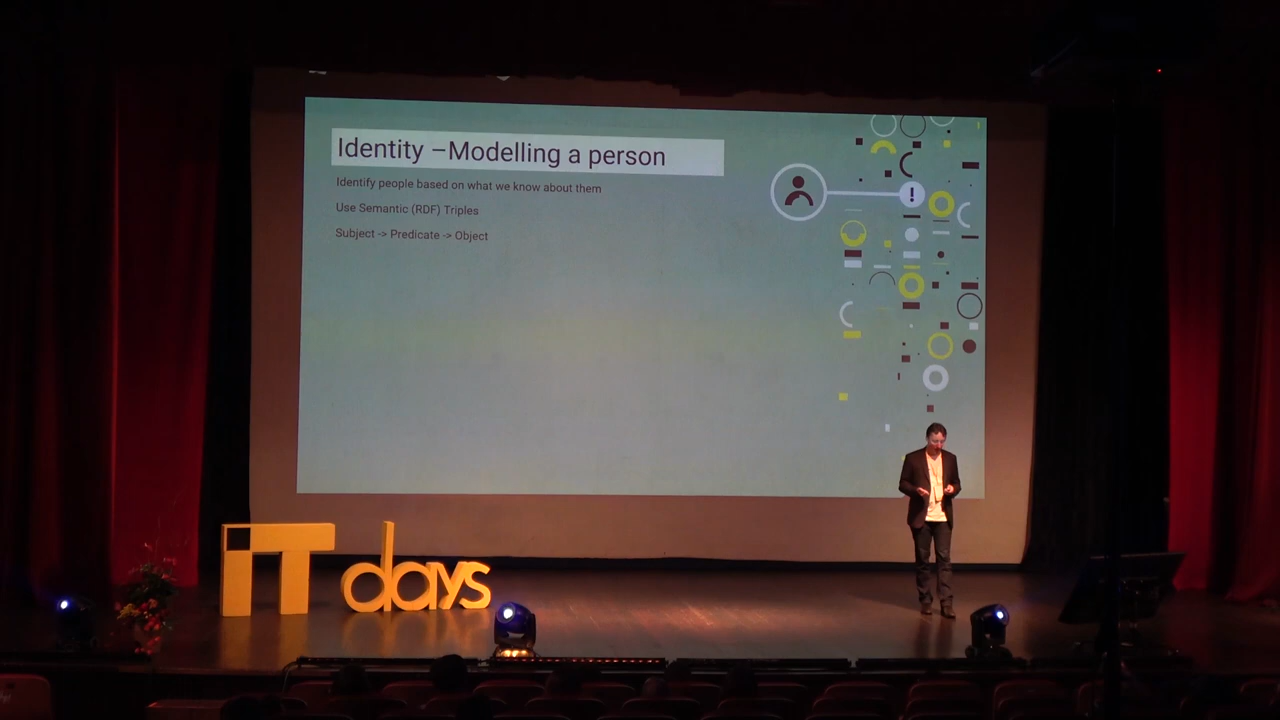 Identity –Modelling a person
Identify people based on what we know about them
Use Semantic (RDF) Triples
Subject -> Predicate -> Object
!
iT days